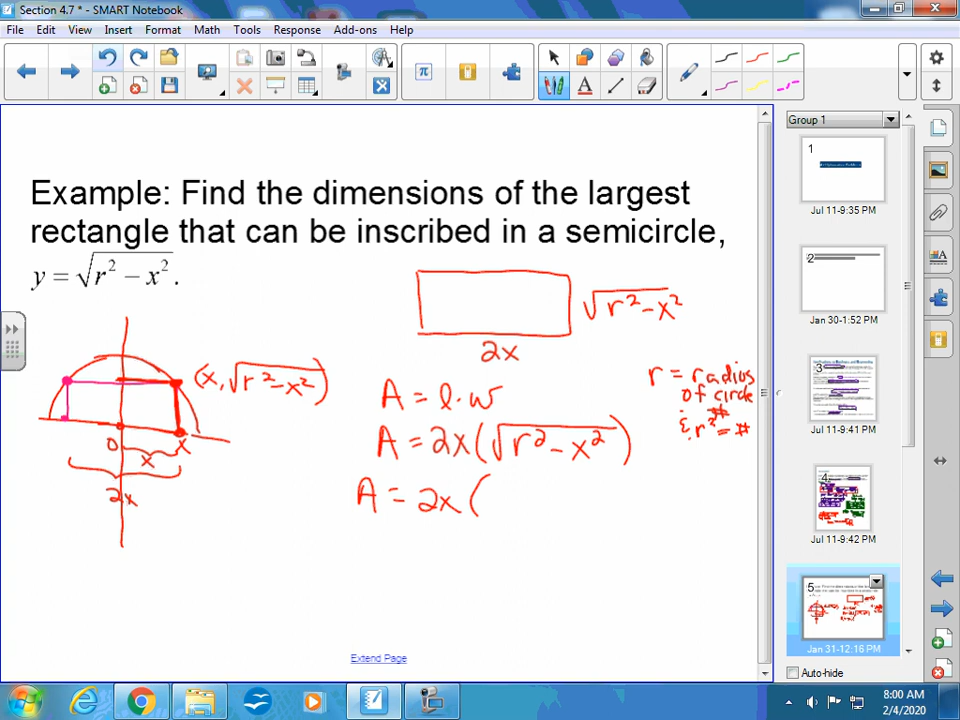 Section 4.7 * - SMART Notebook
File Edit View Insert Format Math Tools Response Add-ons Help
Group 1
Example: Find the dimensions of the largest
rectangle that can be inscribed in a semicircle,
y = √(r² − x²).
√(r² − x²)
2x
(x, √(r² − x²))
A = l · w
r = radius
of circle
∴ r² = #
A = 2x(√(r² − x²))
0
x
x
2x
A = 2x (
Extend Page
1
Jul 11-9:35 PM
2
Jan 30-1:52 PM
3
Jul 11-9:41 PM
4
Jul 11-9:42 PM
5
Jan 31-12:16 PM
Auto-hide
8:00 AM
2/4/2020